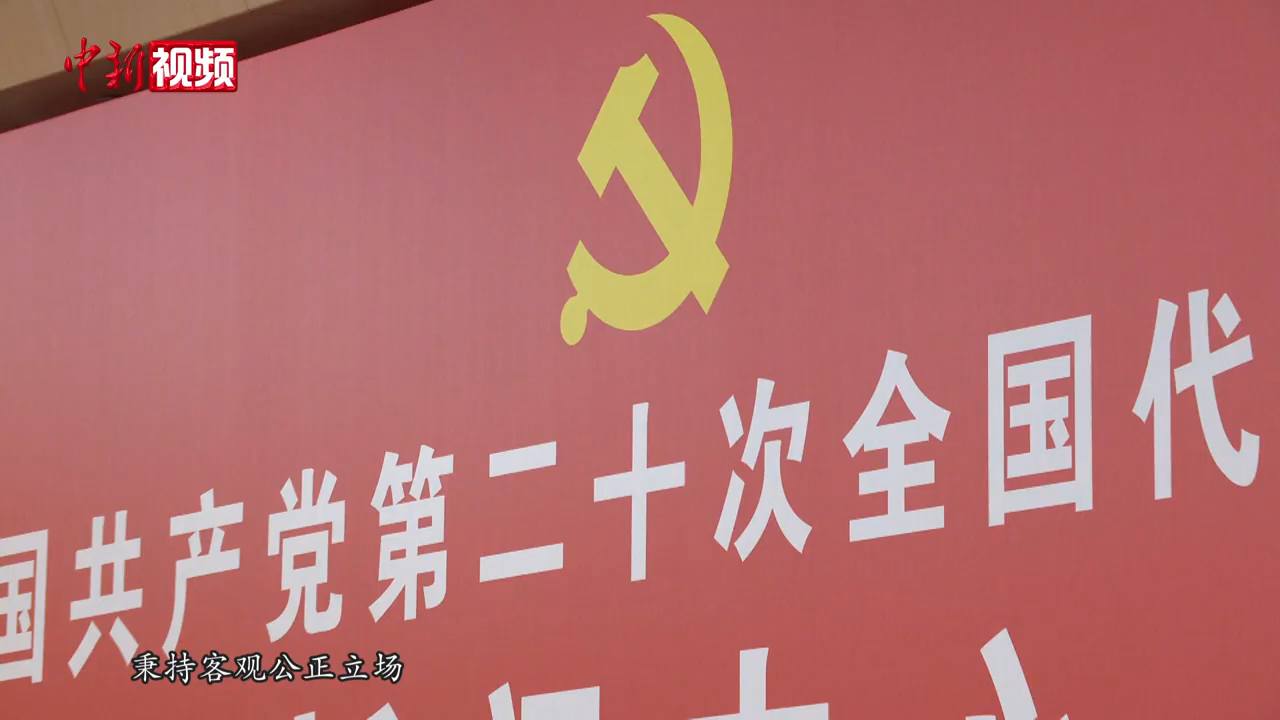 中新视频
国共产党第二十次全国代
秉持客观公正立场